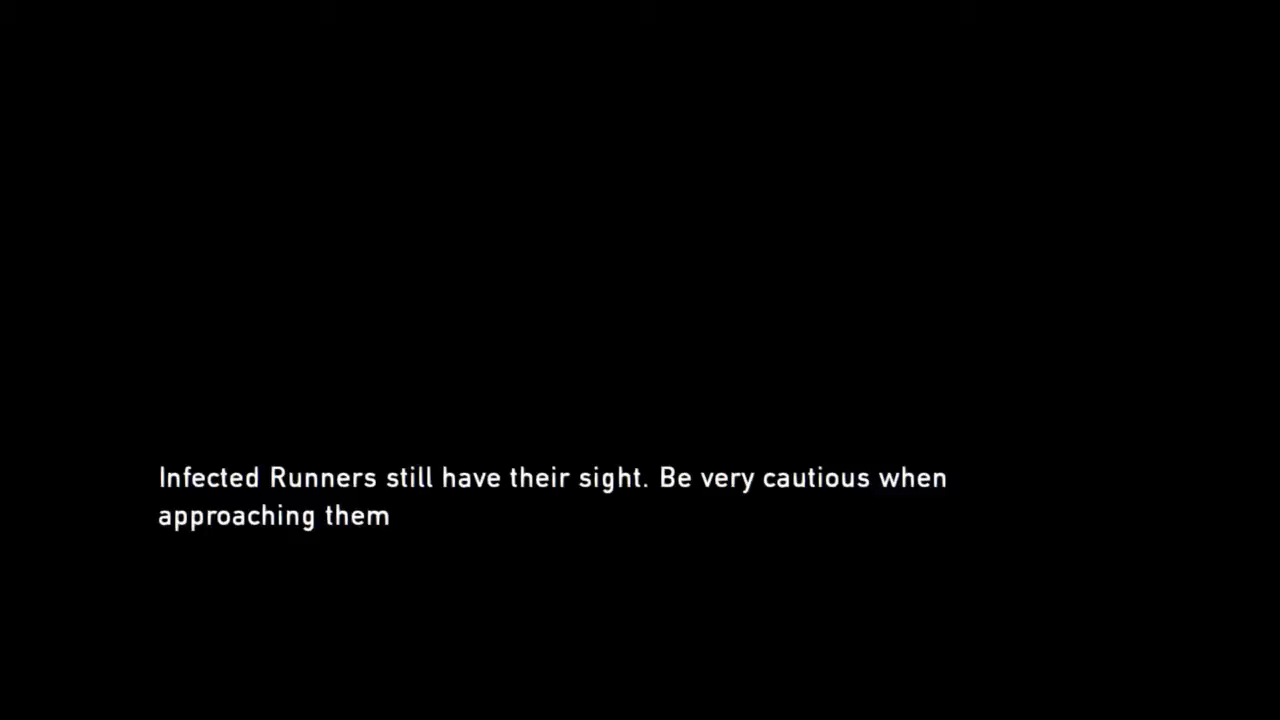 Infected Runners still have their sight. Be very cautious when
approaching them